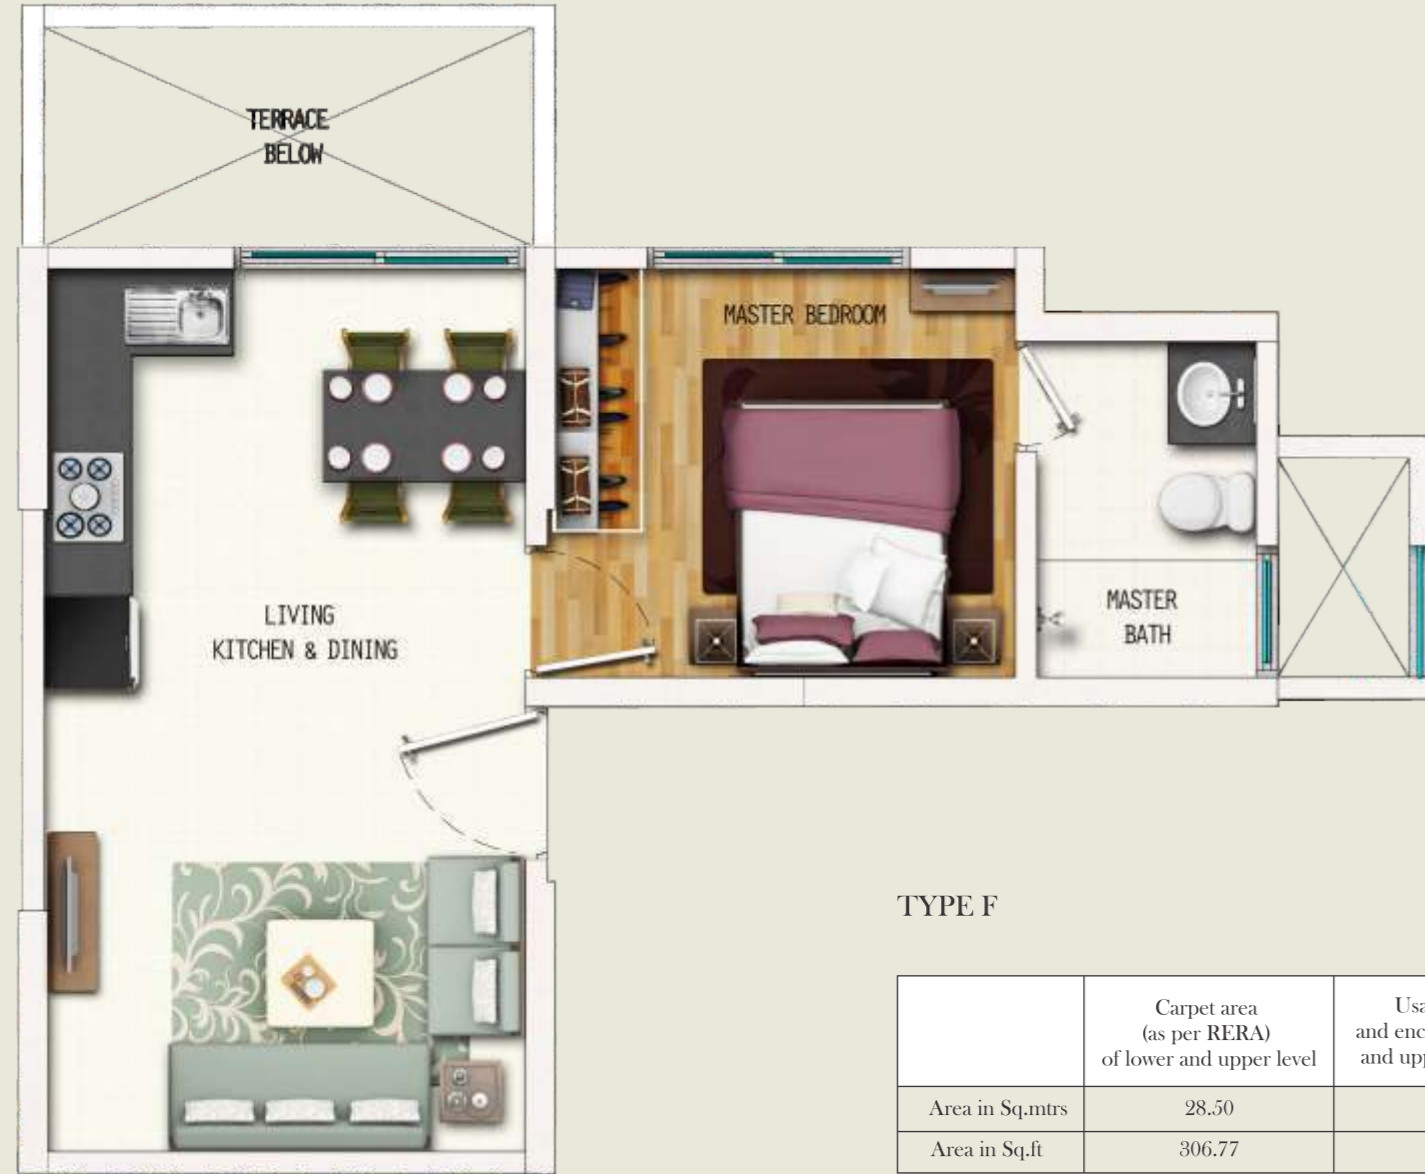 TERRACE
BELOW
MASTER BEDROOM
LIVING
KITCHEN & DINING
MASTER
BATH
TYPE F
Carpet area
(as per RERA)
of lower and upper level
and
Area in Sq.mtrs
28.50
Area in Sq.ft
306.77